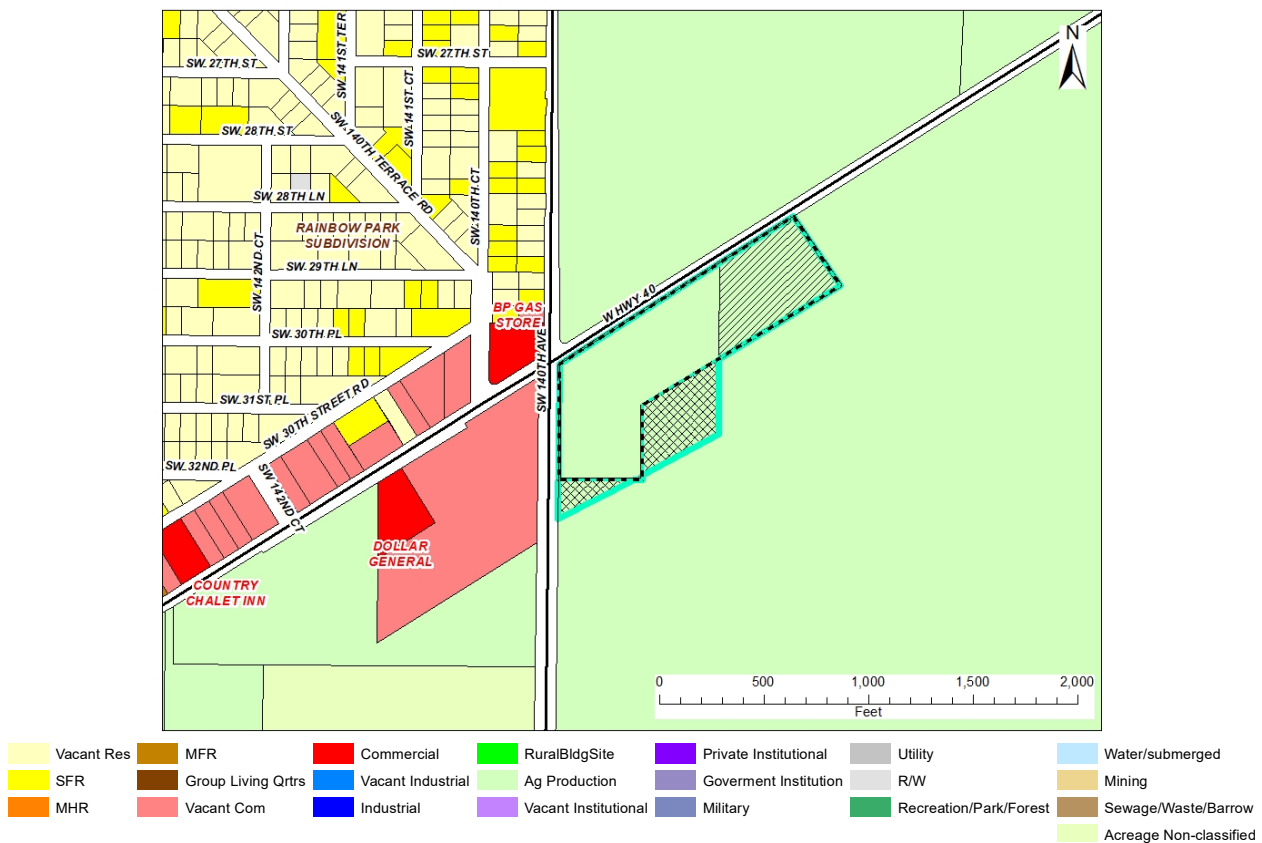 N
SW 141ST TER
SW 27TH ST
SW 27TH ST
SW 141ST CT
SW 28TH ST
SW 140TH TERRACE RD
SW 140TH CT
SW 28TH LN
RAINBOW PARK
SUBDIVISION
SW 142ND CT
SW 29TH LN
W HWY 40
BP GAS
STORE
SW 30TH PL
SW 140TH AVE
SW 31ST PL
SW 30TH STREET RD
SW 32ND PL
SW 142ND CT
DOLLAR
GENERAL
COUNTRY
CHALET INN
0 500 1,000 1,500 2,000
Feet
Vacant Res MFR Commercial RuralBldgSite Private Institutional Utility Water/submerged
SFR Group Living Qrtrs Vacant Industrial Ag Production Goverment Institution R/W Mining
MHR Vacant Com Industrial Vacant Institutional Military Recreation/Park/Forest Sewage/Waste/Barrow
Acreage Non-classified